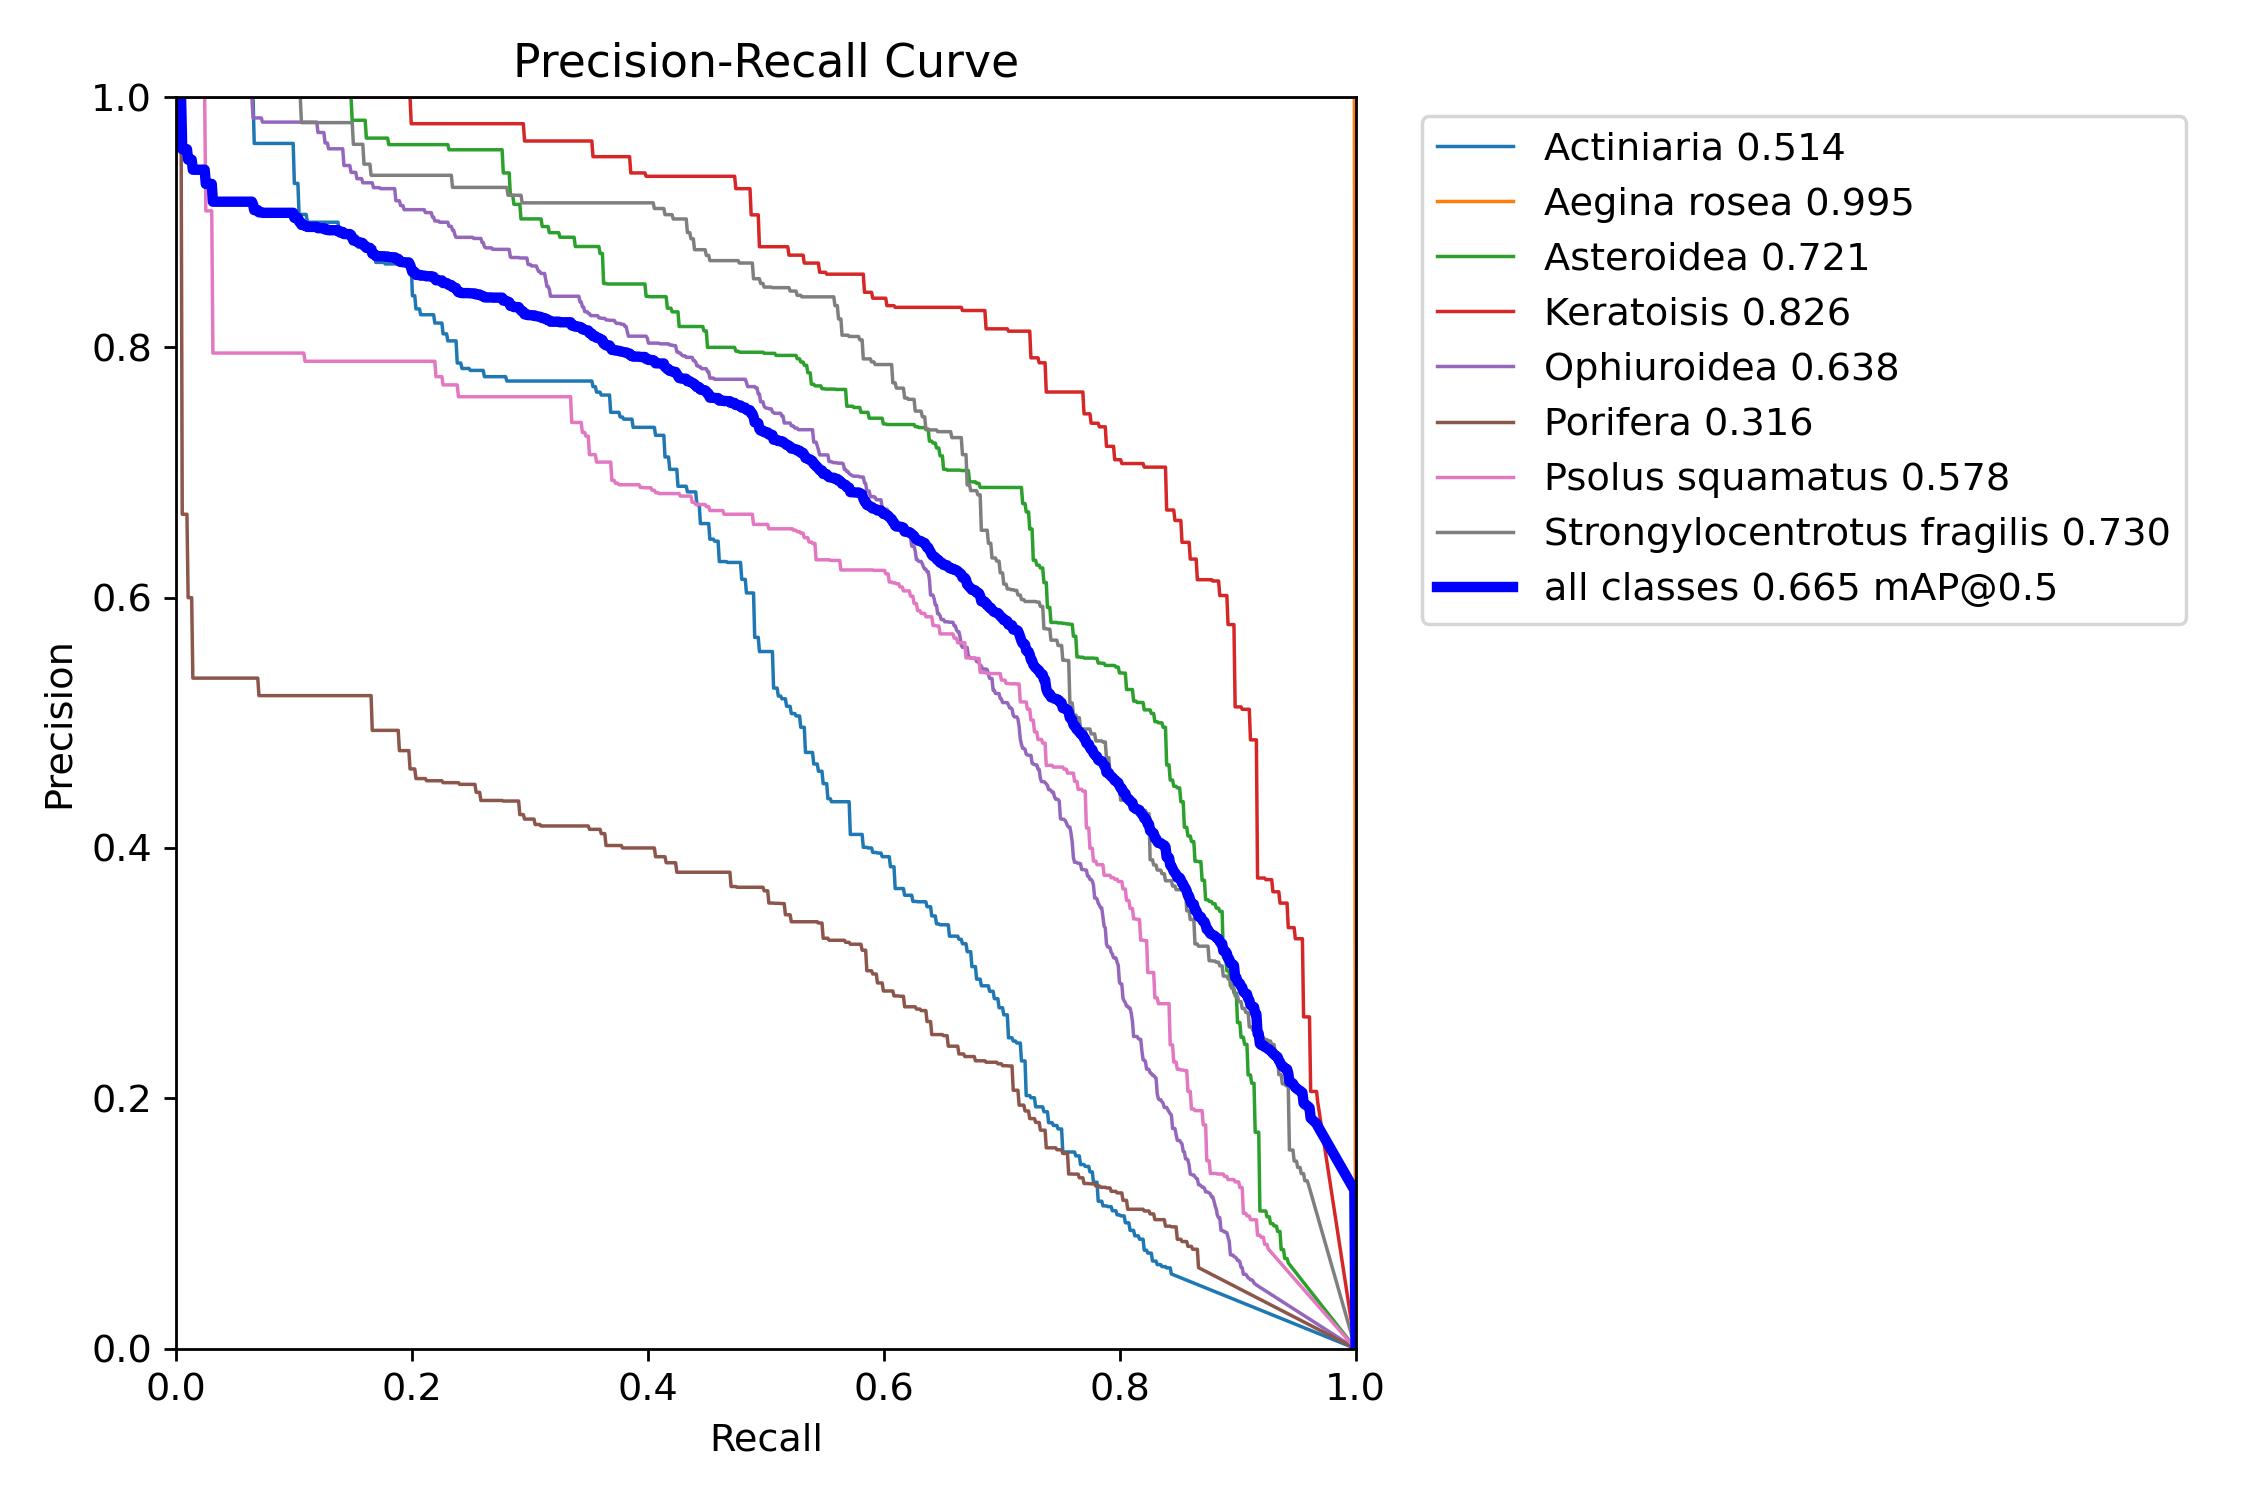 Precision-Recall Curve
1.0
0.8
0.6
0.4
0.2
0.0
Precision
0.0 0.2 0.4 0.6 0.8 1.0
Recall
Actiniaria 0.514
Aegina rosea 0.995
Asteroidea 0.721
Keratoisis 0.826
Ophiuroidea 0.638
Porifera 0.316
Psolus squamatus 0.578
Strongylocentrotus fragilis 0.730
all classes 0.665 mAP@0.5